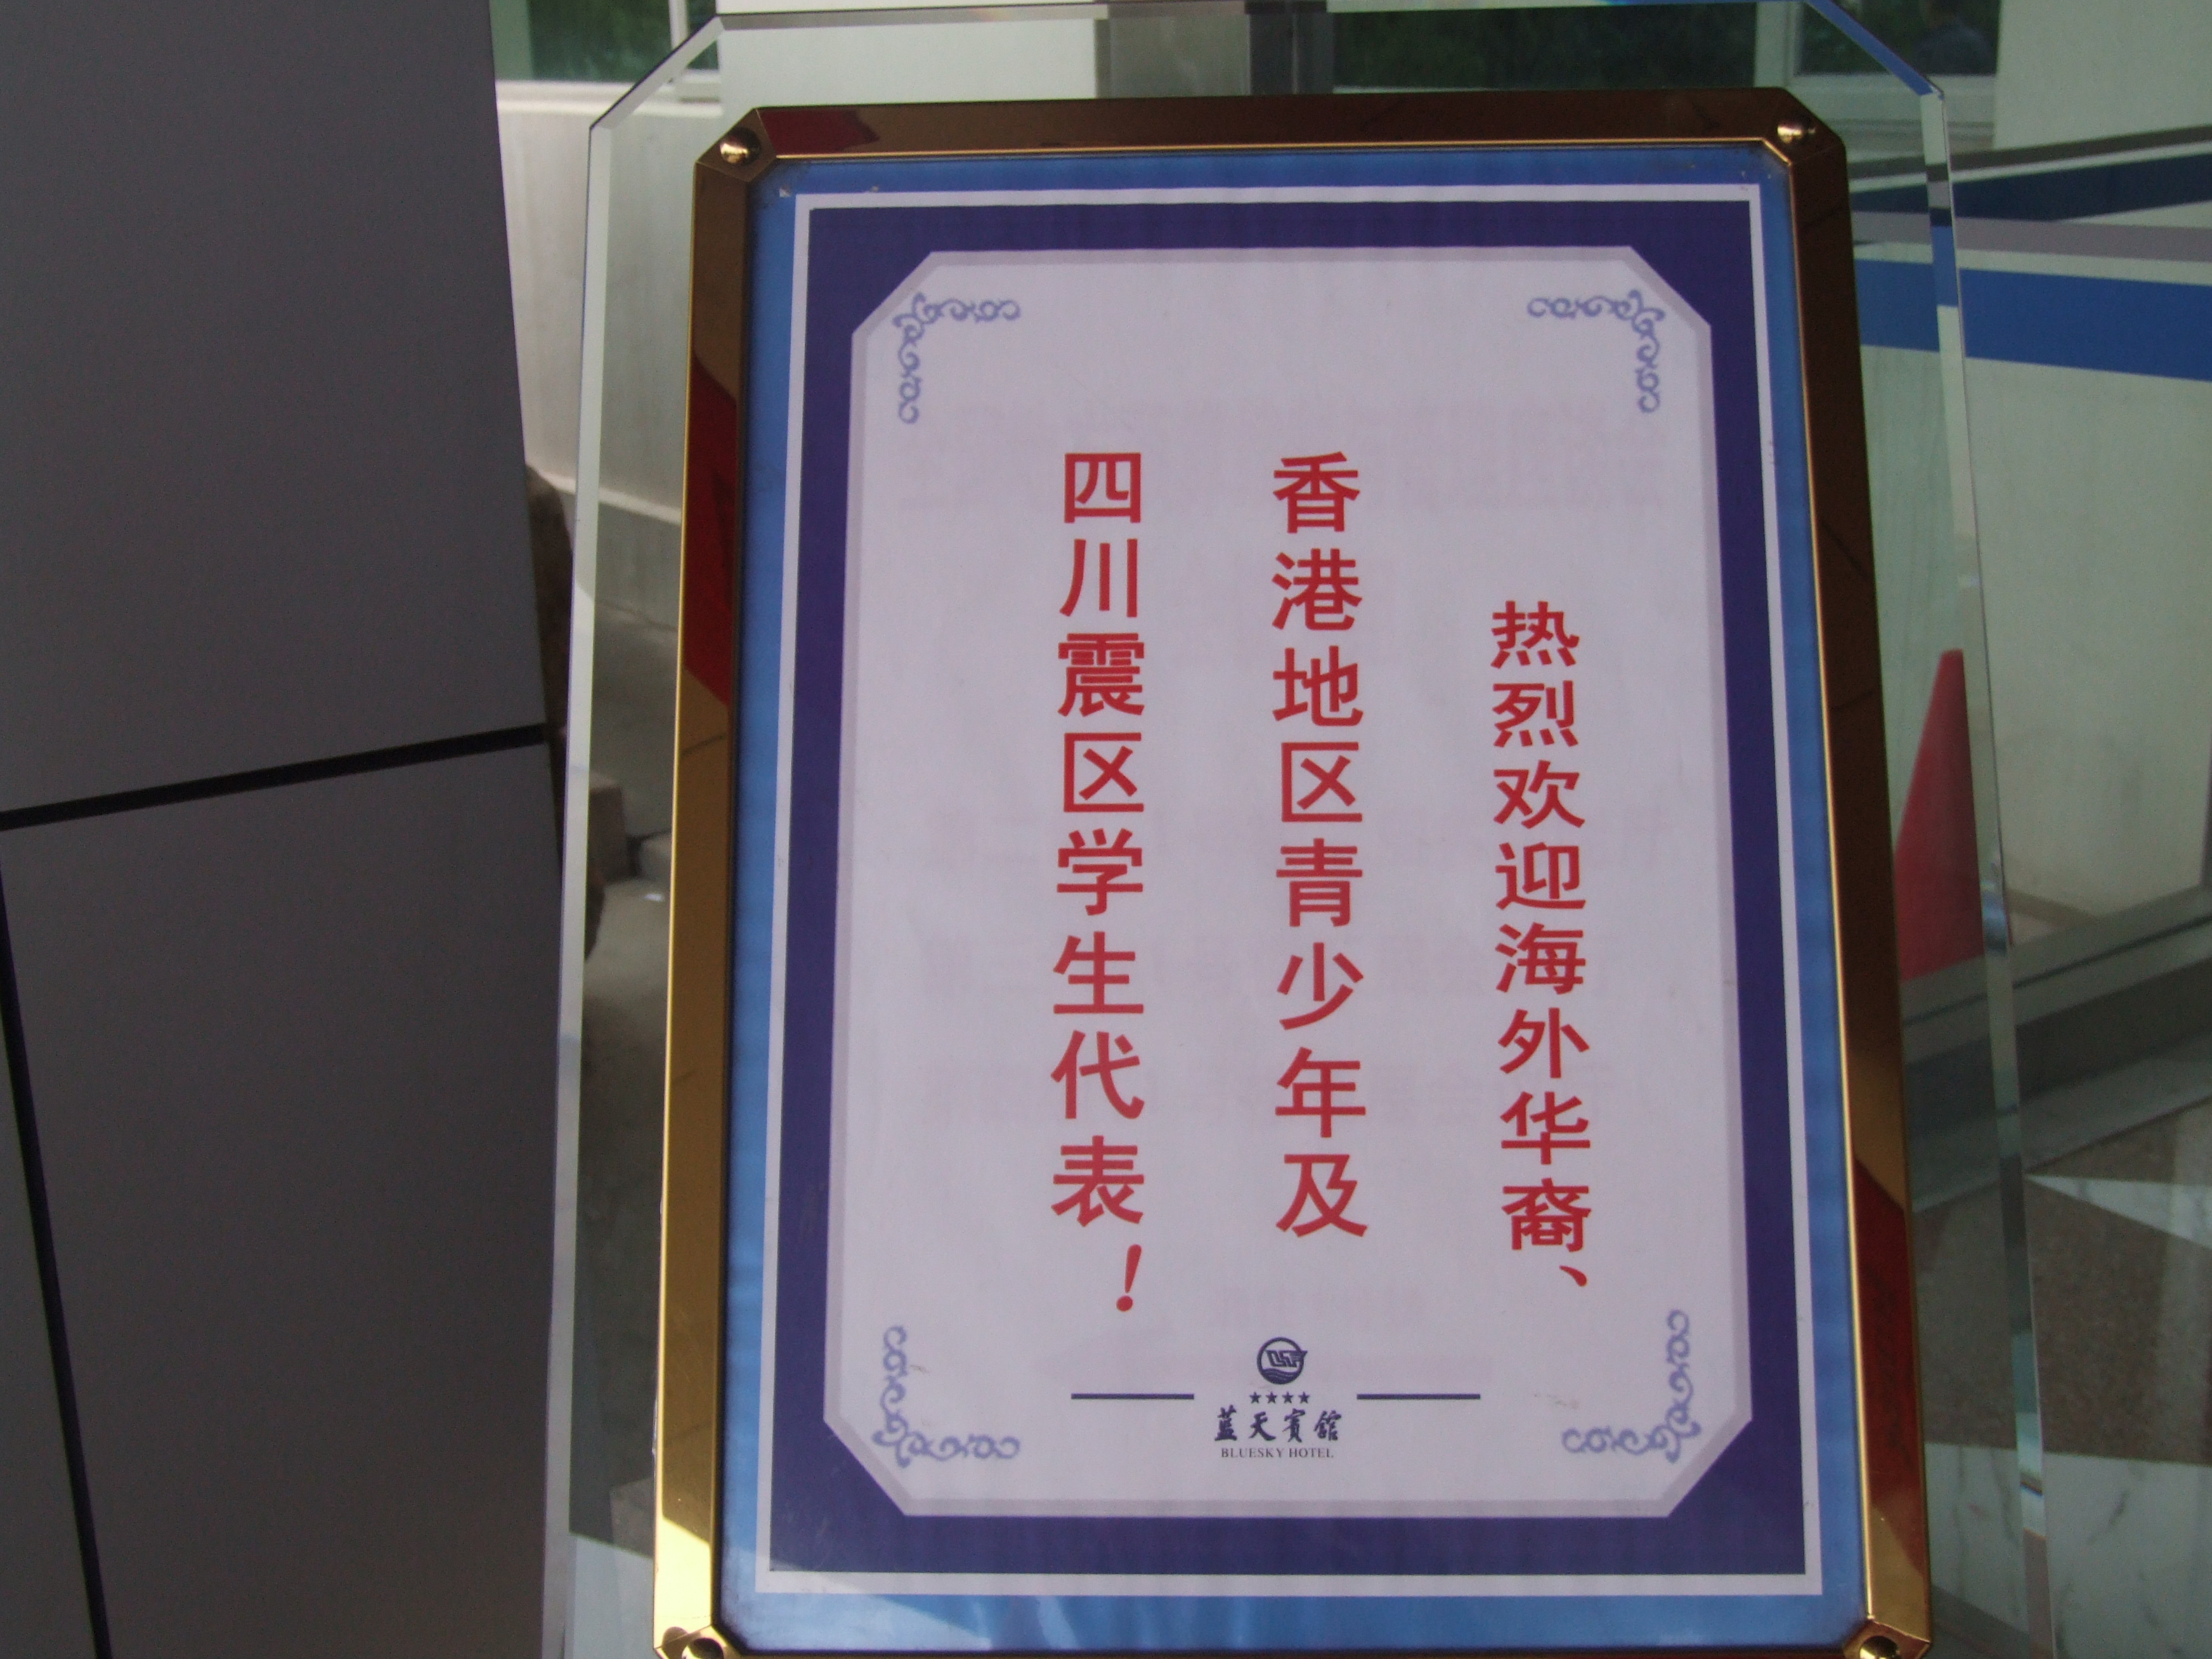 热烈欢迎海外华裔、
香港地区青少年及
四川震区学生代表！
★★★★
蓝天賓館
BLUESKY HOTEL